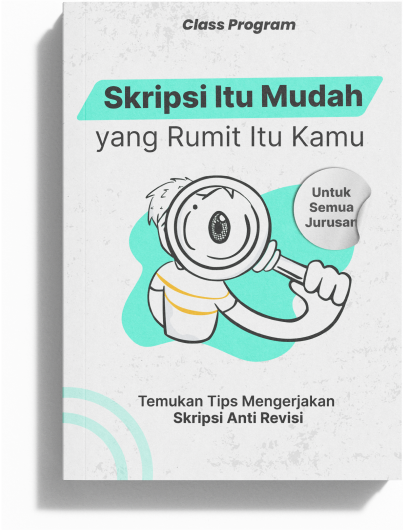 Class Program
Skripsi Itu Mudah
yang Rumit Itu Kamu
Untuk
Semua
Jurusan
Temukan Tips Mengerjakan
Skripsi Anti Revisi